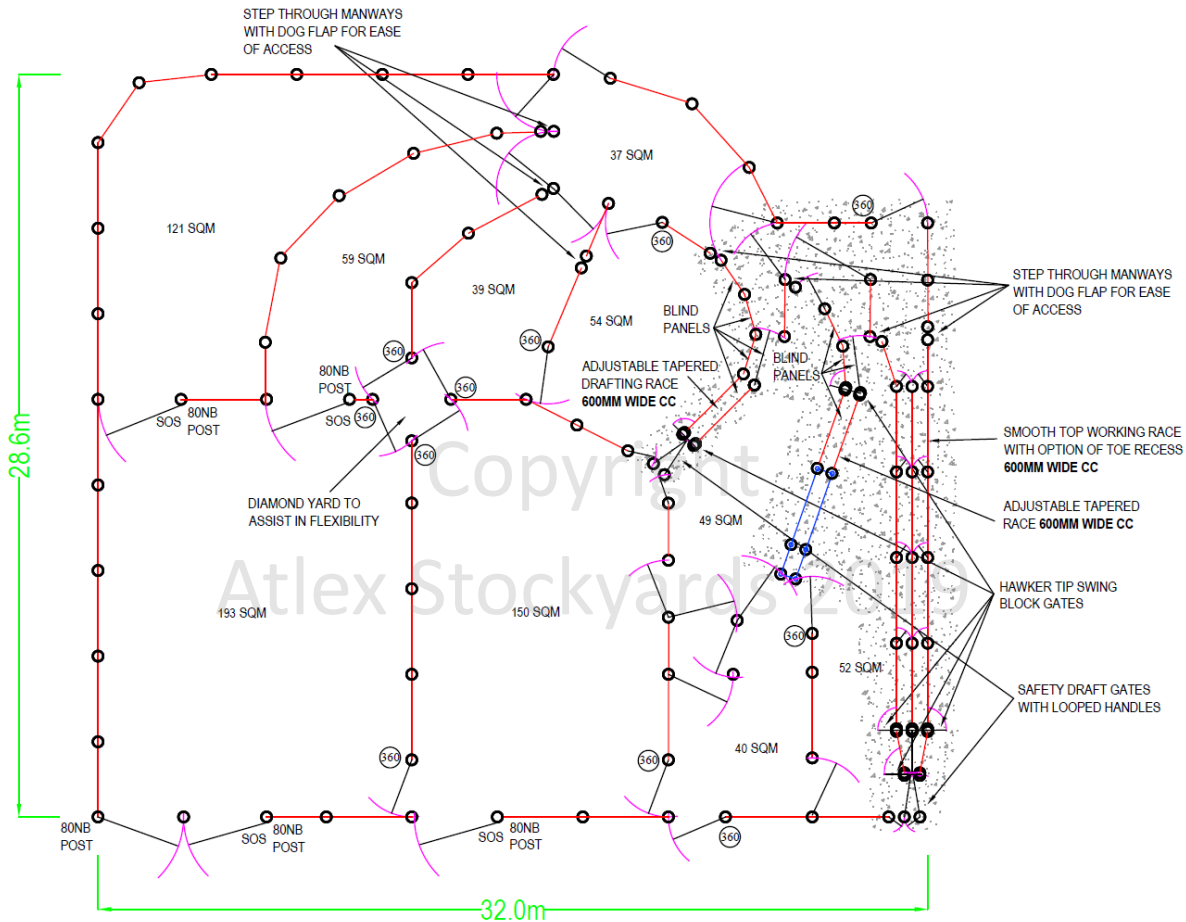 STEP THROUGH MANWAYS
WITH DOG FLAP FOR EASE
OF ACCESS
37 SQM
360
121 SQM
360
59 SQM
STEP THROUGH MANWAYS
WITH DOG FLAP FOR EASE
OF ACCESS
39 SQM
54 SQM
BLIND
PANELS
360
360
BLIND
PANELS
80NB
POST
360
ADJUSTABLE TAPERED
DRAFTING RACE
600MM WIDE CC
SOS
80NB
POST
SOS
360
360
SMOOTH TOP WORKING RACE
WITH OPTION OF TOE RECESS
600MM WIDE CC
28.6m
Copyright
DIAMOND YARD TO
ASSIST IN FLEXIBILITY
49 SQM
ADJUSTABLE TAPERED
RACE 600MM WIDE CC
Atlex Stockyards 2019
193 SQM
150 SQM
HAWKER TIP SWING
BLOCK GATES
360
52 SQM
SAFETY DRAFT GATES
WITH LOOPED HANDLES
40 SQM
360
360
80NB
POST
SOS
80NB
POST
SOS
80NB
POST
360
32.0m